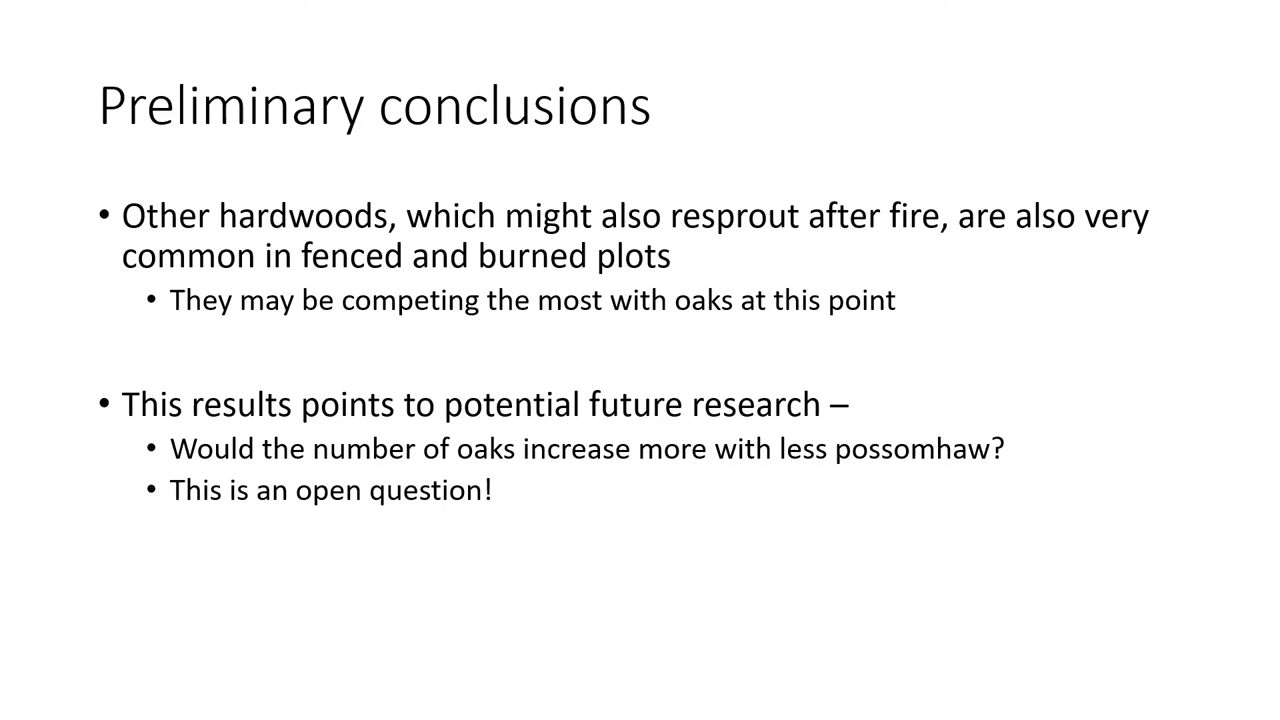 Preliminary conclusions
• Other hardwoods, which might also resprout after fire, are also very
common in fenced and burned plots
• They may be competing the most with oaks at this point
• This results points to potential future research –
• Would the number of oaks increase more with less possomhaw?
• This is an open question!